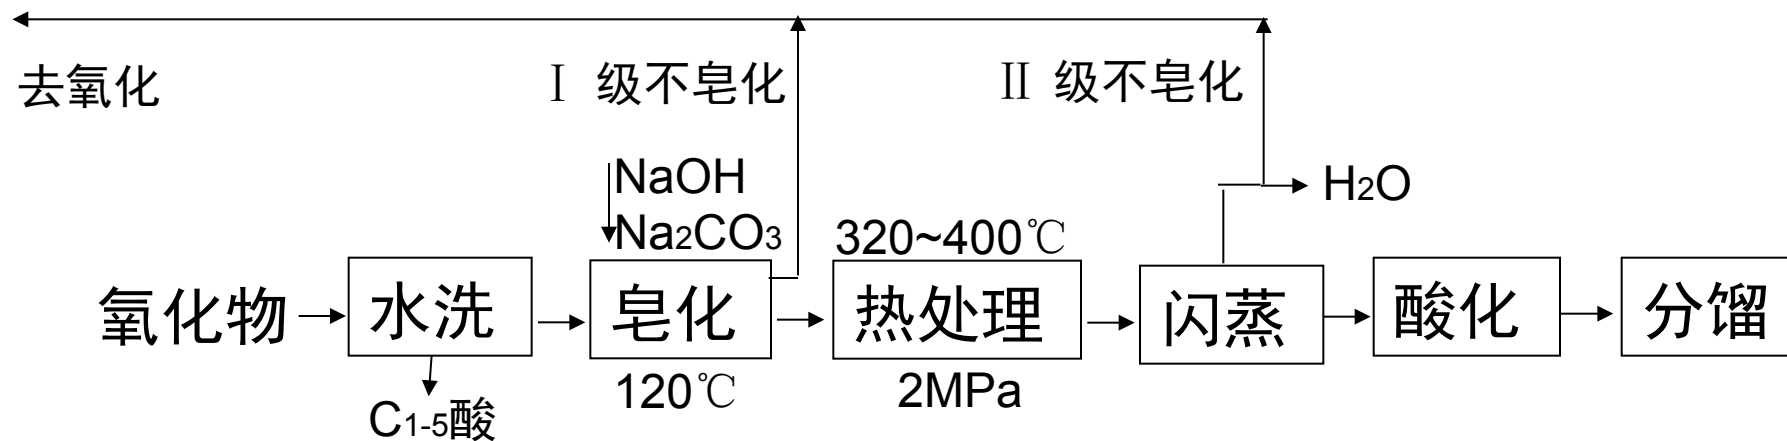 去氧化
Ⅰ 级不皂化
Ⅱ 级不皂化
NaOH
Na2CO3
H2O
320~400℃
氧化物
水洗
皂化
热处理
闪蒸
酸化
分馏
120℃
2MPa
C1-5酸